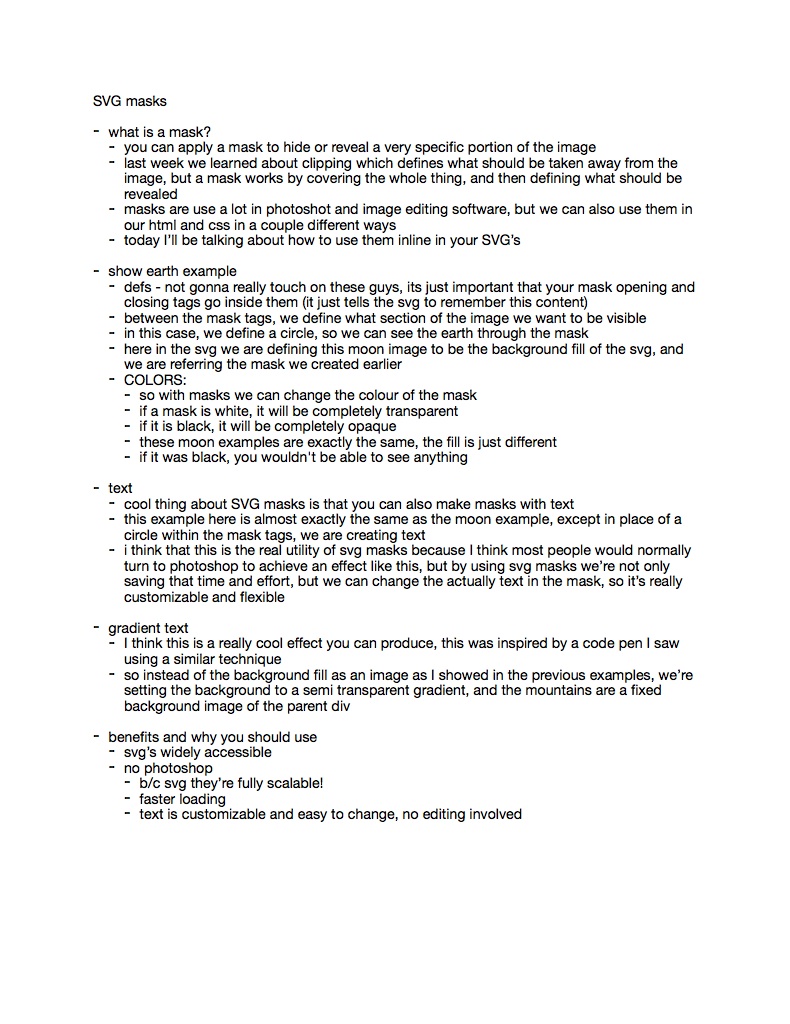 SVG masks
- what is a mask?
- you can apply a mask to hide or reveal a very specific portion of the image
- last week we learned about clipping which defines what should be taken away from the
image, but a mask works by covering the whole thing, and then defining what should be
revealed
- masks are use a lot in photoshot and image editing software, but we can also use them in
our html and css in a couple different ways
- today I'll be talking about how to use them inline in your SVG's
- show earth example
- defs - not gonna really touch on these guys, its just important that your mask opening and
closing tags go inside them (it just tells the svg to remember this content)
- between the mask tags, we define what section of the image we want to be visible
- in this case, we define a circle, so we can see the earth through the mask
- here in the svg we are defining this moon image to be the background fill of the svg, and
we are referring the mask we created earlier
- COLORS:
- so with masks we can change the colour of the mask
- if a mask is white, it will be completely transparent
- if it is black, it will be completely opaque
- these moon examples are exactly the same, the fill is just different
- if it was black, you wouldn't be able to see anything
- text
- cool thing about SVG masks is that you can also make masks with text
- this example here is almost exactly the same as the moon example, except in place of a
circle within the mask tags, we are creating text
- i think that this is the real utility of svg masks because I think most people would normally
turn to photoshop to achieve an effect like this, but by using svg masks we're not only
saving that time and effort, but we can change the actually text in the mask, so it's really
customizable and flexible
- gradient text
- I think this is a really cool effect you can produce, this was inspired by a code pen I saw
using a similar technique
- so instead of the background fill as an image as I showed in the previous examples, we're
setting the background to a semi transparent gradient, and the mountains are a fixed
background image of the parent div
- benefits and why you should use
- svg's widely accessible
- no photoshop
- b/c svg they're fully scalable!
- faster loading
- text is customizable and easy to change, no editing involved